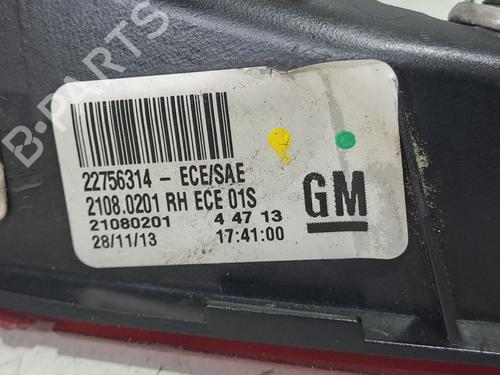 B-PARTS
22756314 - ECE/SAE
2108.0201 RH ECE 01S
21080201 4 47 13
28/11/13 17:41:00
GM